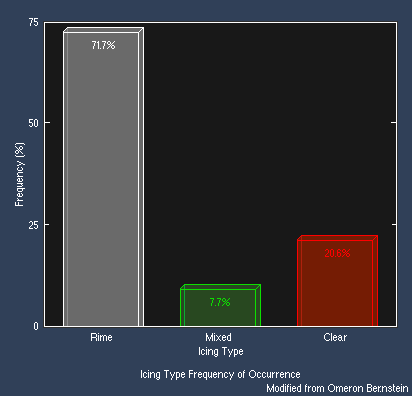 75
71.7%
50
Frequency (%)
25
20.6%
7.7%
0
Rime Mixed Clear
Icing Type
Icing Type Frequency of Occurrence
Modified from Omeron Bernstein